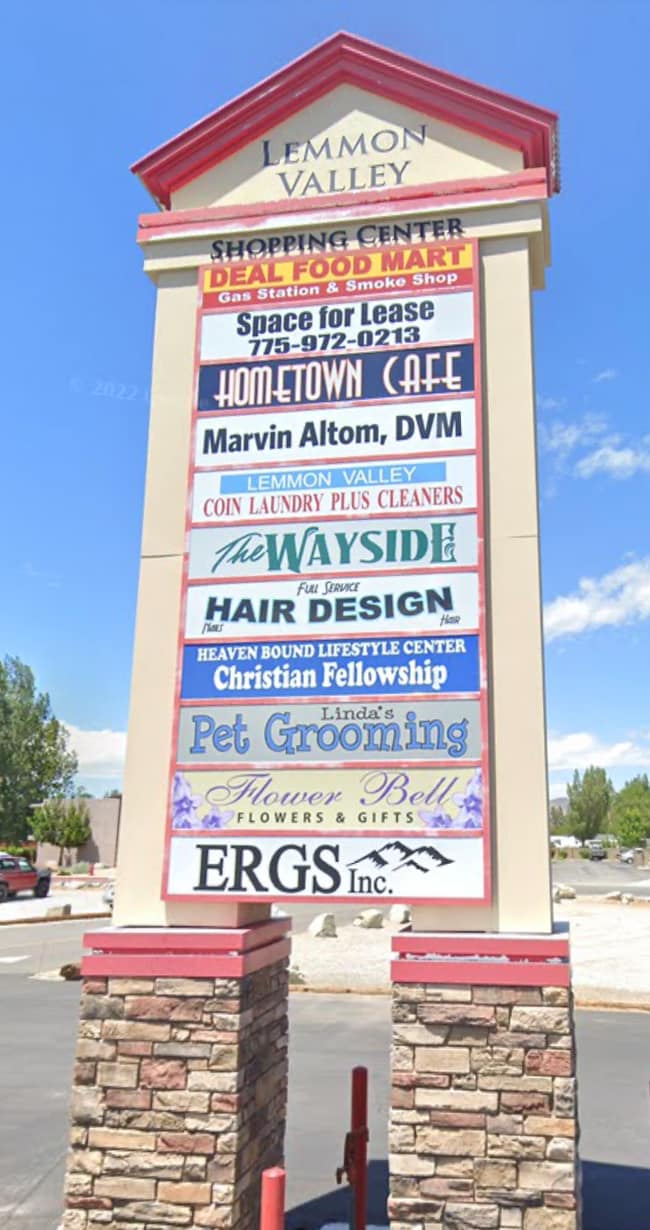 LEMMON
VALLEY
SHOPPING CENTER
DEAL FOOD MART
Gas Station & Smoke Shop
Space for Lease
775-972-0213
HOMETOWN CAFE
Marvin Altom, DVM
LEMMON VALLEY
COIN LAUNDRY PLUS CLEANERS
The WAYSIDE
FULL SERVICE
HAIR DESIGN
Nails Hair
HEAVEN BOUND LIFESTYLE CENTER
Christian Fellowship
Linda's
Pet Grooming
Flower Bell
FLOWERS & GIFTS
ERGS Inc.
© 2022